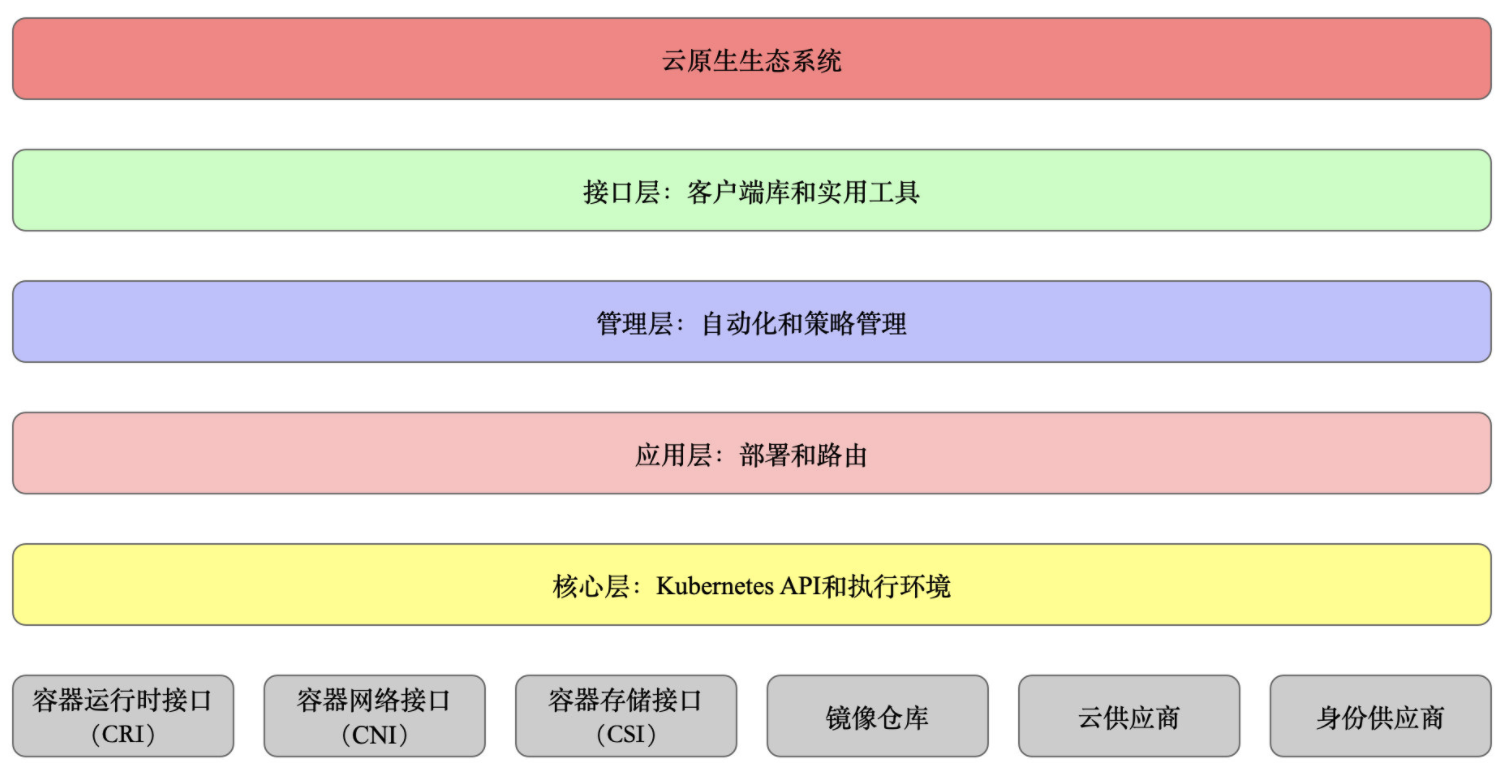 云原生生态系统
接口层：客户端库和实用工具
管理层：自动化和策略管理
应用层：部署和路由
核心层：Kubernetes API和执行环境
容器运行时接口
（CRI）
容器网络接口
（CNI）
容器存储接口
（CSI）
镜像仓库
云供应商
身份供应商